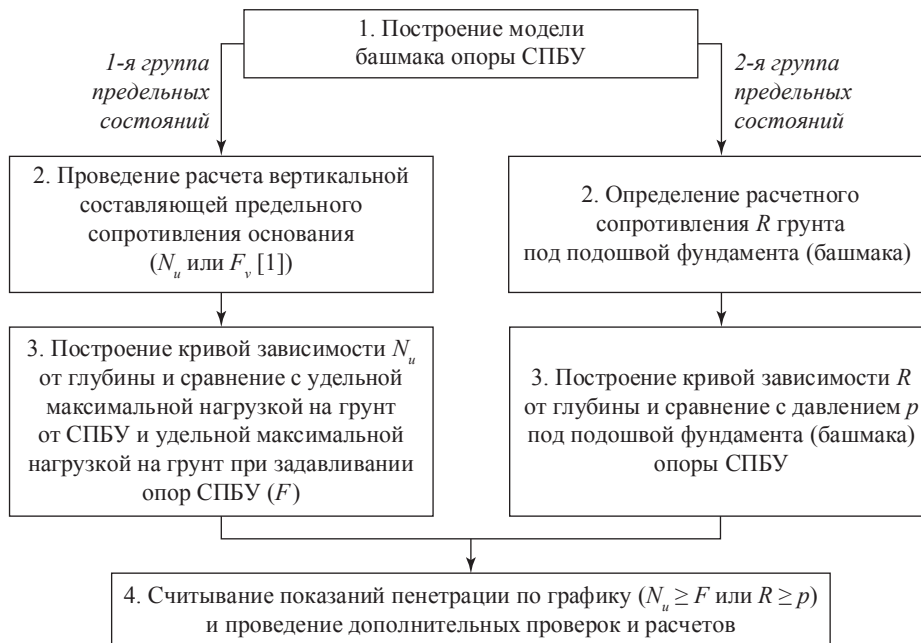 1. Построение модели
башмака опоры СПБУ
1-я группа
предельных
состояний
2-я группа
предельных
состояний
2. Проведение расчета вертикальной
составляющей предельного
сопротивления основания
(N_u или F_v [1])
2. Определение расчетного
сопротивления R грунта
под подошвой фундамента (башмака)
3. Построение кривой зависимости N_u
от глубины и сравнение с удельной
максимальной нагрузкой на грунт
от СПБУ и удельной максимальной
нагрузкой на грунт при задавливании
опор СПБУ (F)
3. Построение кривой зависимости R
от глубины и сравнение с давлением p
под подошвой фундамента (башмака)
опоры СПБУ
4. Считывание показаний пенетрации по графику (N_u ≥ F или R ≥ p)
и проведение дополнительных проверок и расчетов